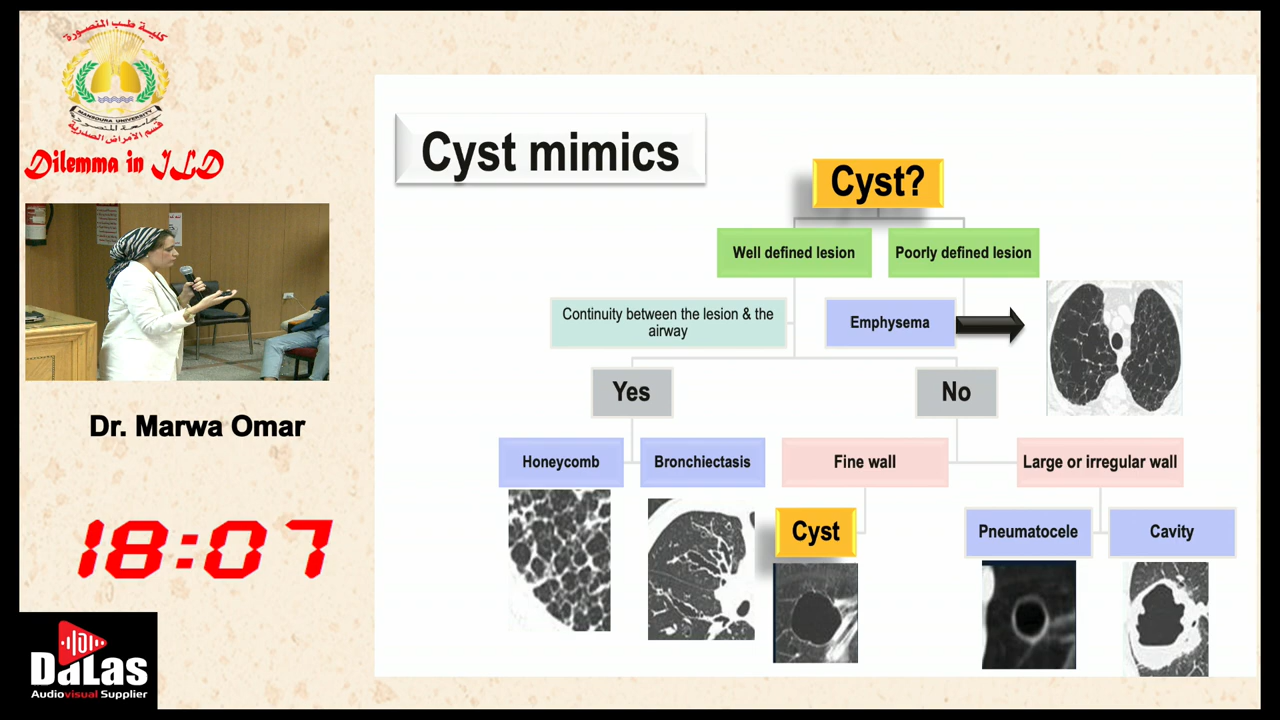 كلية طب المنصورة
MANSOURA UNIVERSITY
قسم الأمراض الصدرية
Dilemma in ILD
Dr. Marwa Omar
18:07
DaLas
Audiovisual Supplier
Cyst mimics
Cyst?
Well defined lesion
Poorly defined lesion
Continuity between the lesion & the
airway
Emphysema
Yes
No
Honeycomb
Bronchiectasis
Fine wall
Large or irregular wall
Cyst
Pneumatocele
Cavity